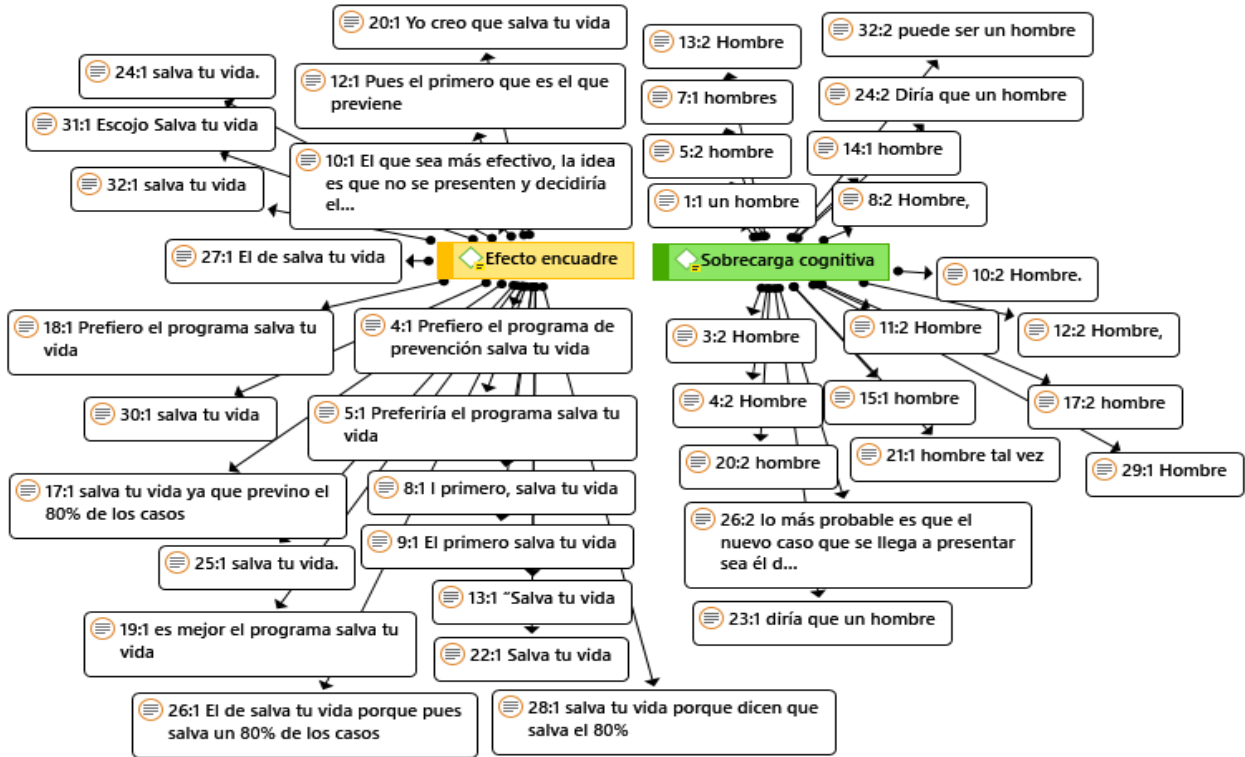 20:1 Yo creo que salva tu vida
24:1 salva tu vida.
12:1 Pues el primero que es el que
previene
31:1 Escojo Salva tu vida
10:1 El que sea más efectivo, la idea
es que no se presenten y decidiría
el...
32:1 salva tu vida
27:1 El de salva tu vida
Efecto encuadre
18:1 Prefiero el programa salva tu
vida
4:1 Prefiero el programa de
prevención salva tu vida
30:1 salva tu vida
5:1 Preferiría el programa salva tu
vida
17:1 salva tu vida ya que previno el
80% de los casos
8:1 l primero, salva tu vida
9:1 El primero salva tu vida
25:1 salva tu vida.
13:1 “Salva tu vida
19:1 es mejor el programa salva tu
vida
22:1 Salva tu vida
26:1 El de salva tu vida porque pues
salva un 80% de los casos
28:1 salva tu vida porque dicen que
salva el 80%
13:2 Hombre
32:2 puede ser un hombre
7:1 hombres
24:2 Diría que un hombre
5:2 hombre
14:1 hombre
1:1 un hombre
8:2 Hombre,
Sobrecarga cognitiva
10:2 Hombre.
3:2 Hombre
11:2 Hombre
12:2 Hombre,
4:2 Hombre
15:1 hombre
17:2 hombre
20:2 hombre
21:1 hombre tal vez
29:1 Hombre
26:2 lo más probable es que el
nuevo caso que se llega a presentar
sea él d...
23:1 diría que un hombre